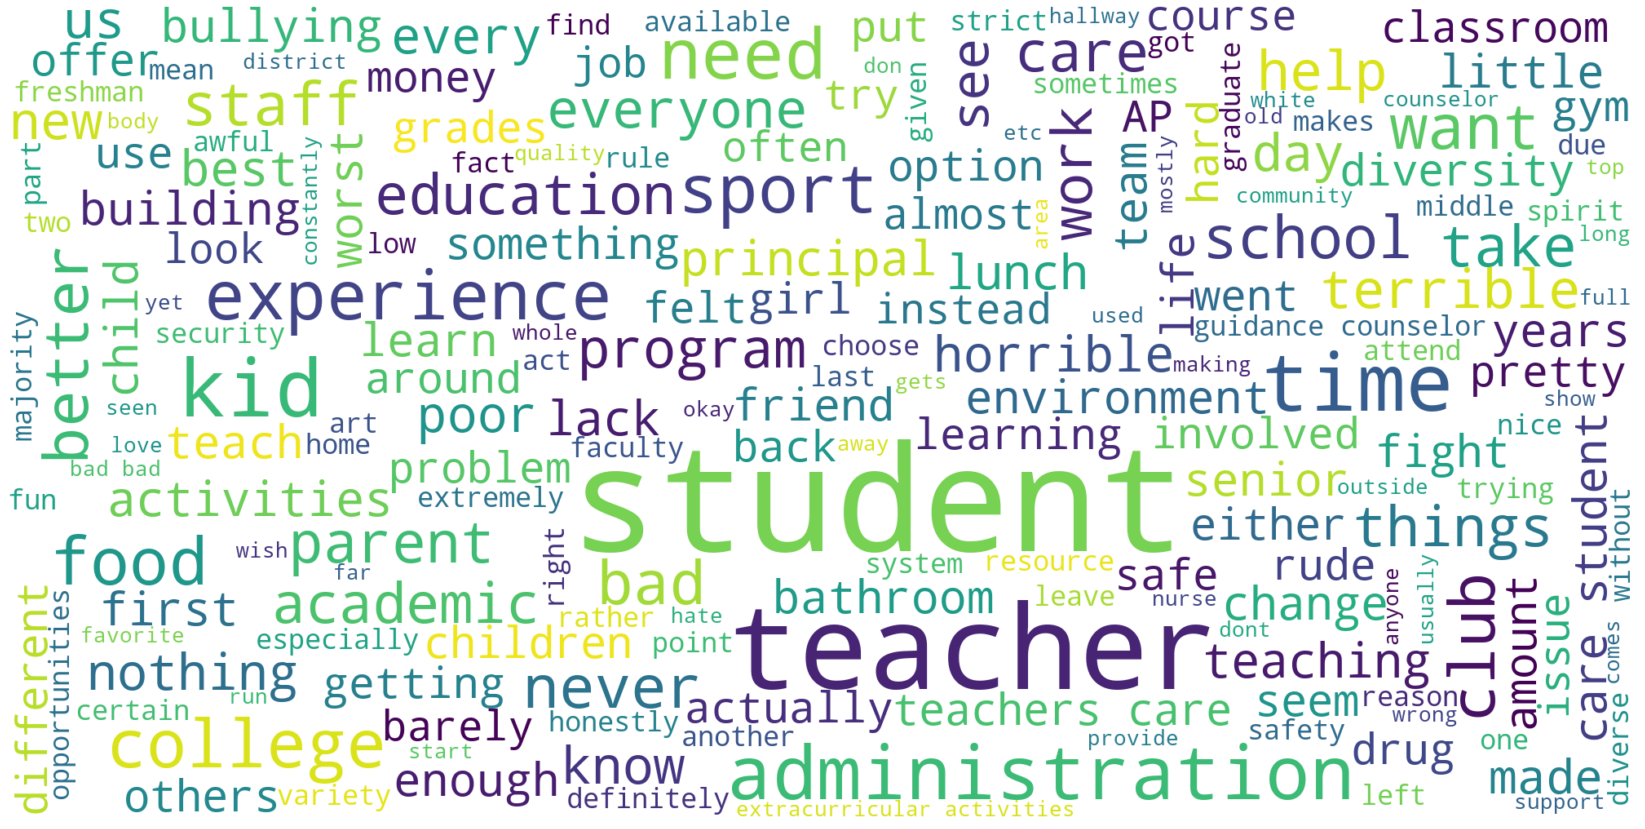 us
bullying
every
find
available
need
put
strict
hallway
course
classroom
offer
mean
district
money
job
don
see
care
got
sometimes
help
little
freshman
staff
everyone
try
given
AP
hard
graduate
white
counselor
want
gym
new
body
awful
grades
often
etc
work
team
old
makes
due
part
use
best
worst
fact
quality
rule
option
mostly
day
diversity
top
two
building
constantly
education
sport
almost
area
community
middle
spirit
look
low
something
principal
lunch
life
school
take
long
better
child
yet
experience
felt
girl
instead
used
went
terrible
full
security
learn
whole
act
program
choose
horrible
making
guidance counselor
attend
years
majority
seen
kid
around
last
gets
environment
time
pretty
show
love
art
poor
lack
okay
friend
bad bad
teach
home
faculty
back
away
learning
involved
fight
nice
care student
fun
activities
problem
extremely
student
senior
outside
trying
food
wish
parent
right
either
things
without
far
bad
system
resource
safe
rude
different
opportunities
first
academic
rather
hate
bathroom
leave
nurse
change
anyone
usually
club
amount
issue
favorite
especially
children
point
teacher
dont
teaching
comes
nothing
run
getting
never
certain
barely
honestly
actually
teachers care
seem
reason
wrong
diverse
college
start
another
provide
safety
drug
one
others
variety
enough
know
definitely
administration
extracurricular activities
left
made
support